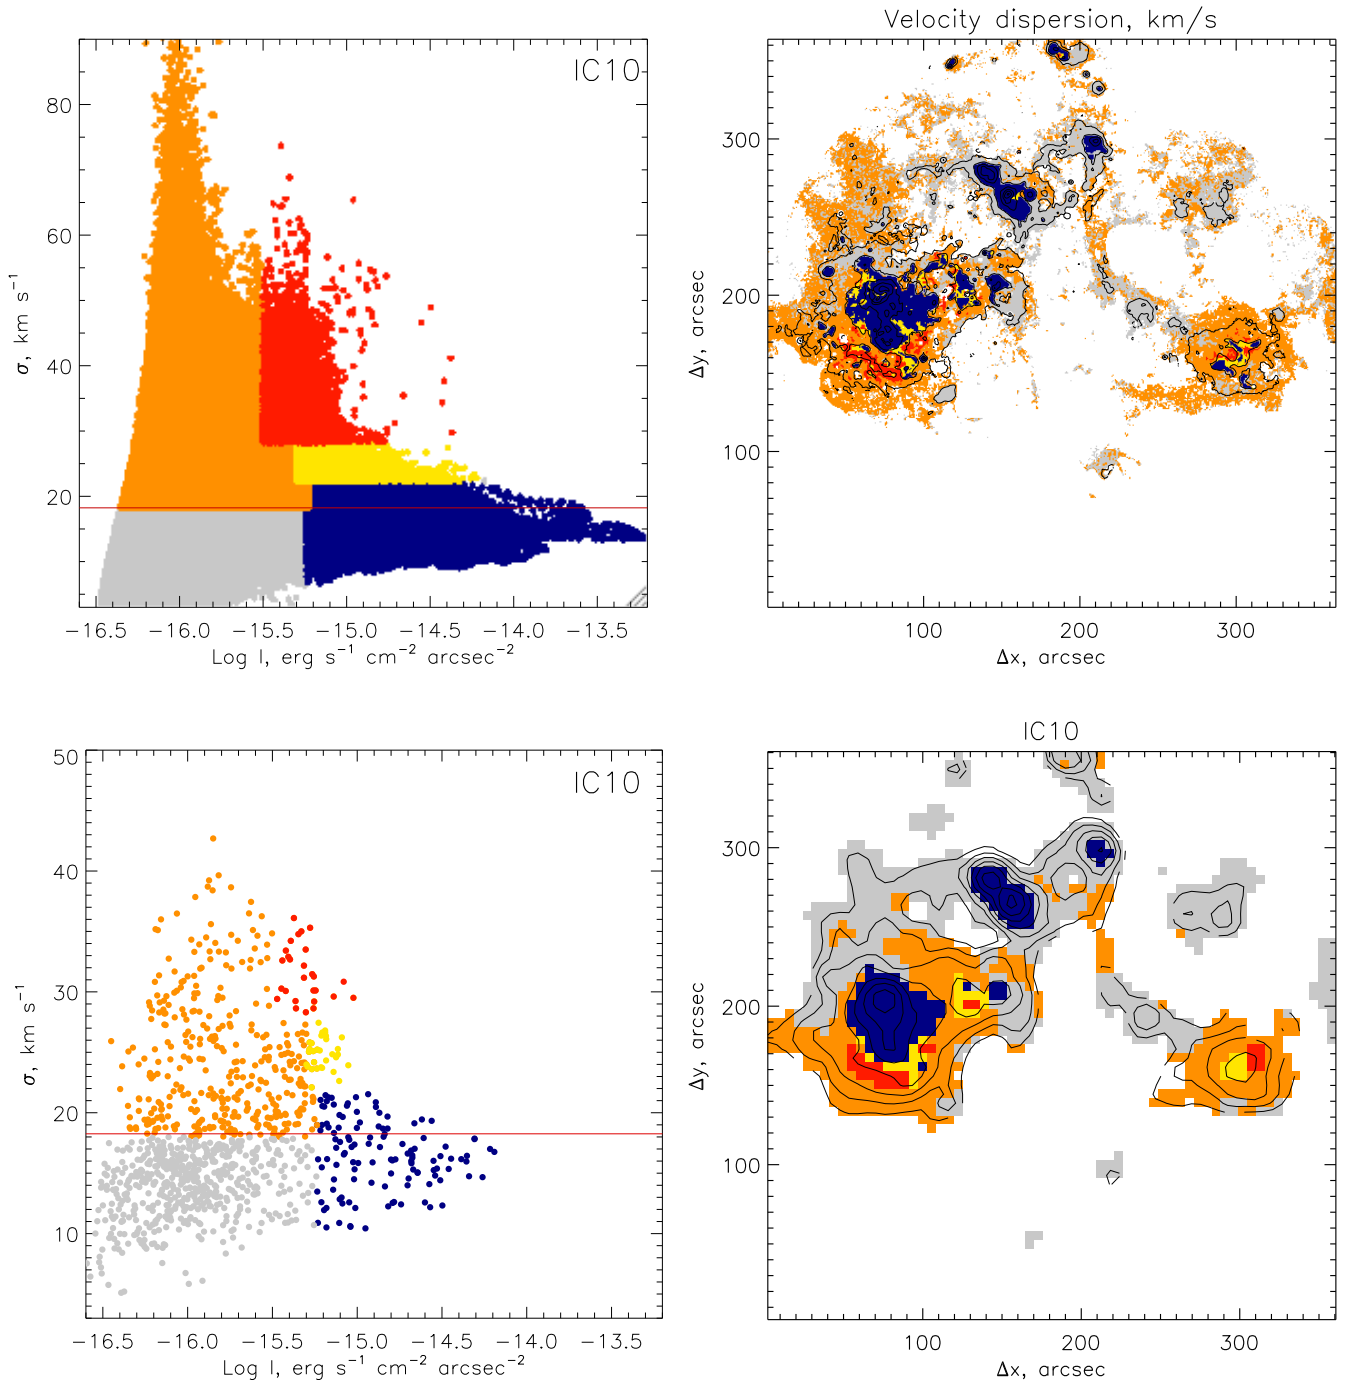 Velocity dispersion, km/s
IC10
80
60
40
20
σ, km s⁻¹
−16.5 −16.0 −15.5 −15.0 −14.5 −14.0 −13.5
Log I, erg s⁻¹ cm⁻² arcsec⁻²
300
200
100
Δy, arcsec
100 200 300
Δx, arcsec
IC10
50
40
30
20
10
σ, km s⁻¹
IC10
−16.5 −16.0 −15.5 −15.0 −14.5 −14.0 −13.5
Log I, erg s⁻¹ cm⁻² arcsec⁻²
300
200
100
Δy, arcsec
100 200 300
Δx, arcsec